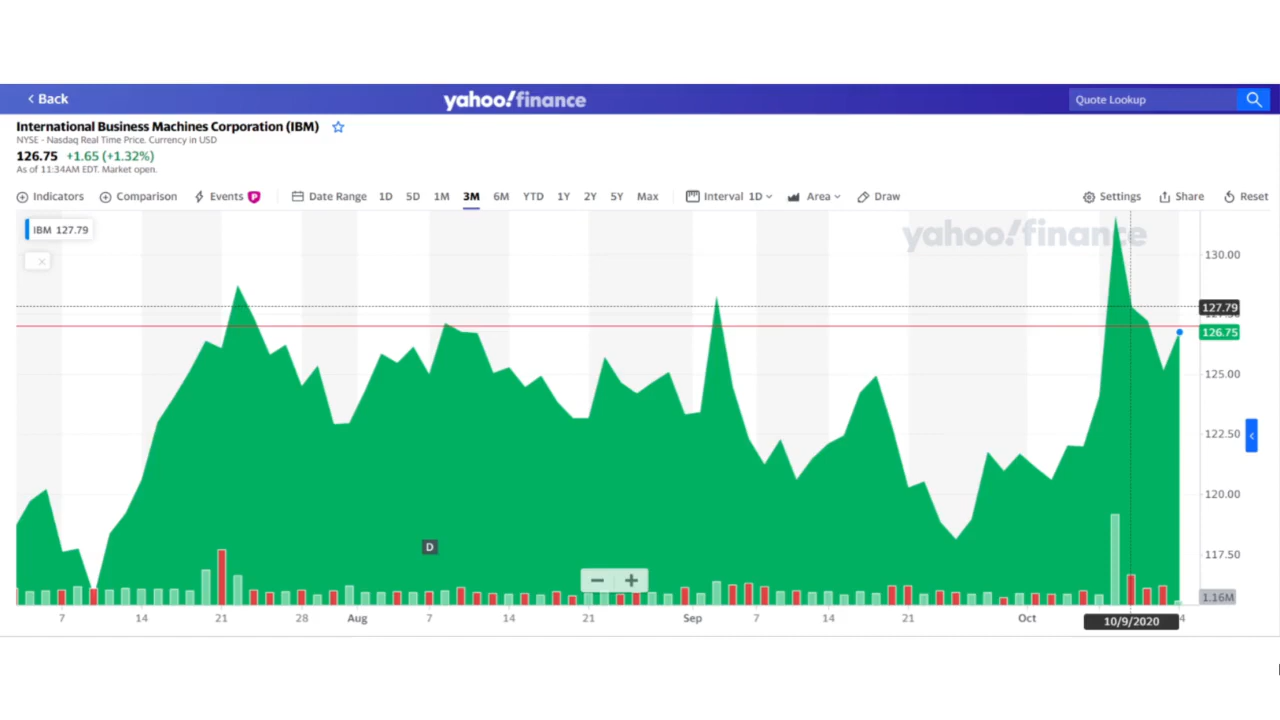 < Back
yahoo!finance
Quote Lookup
International Business Machines Corporation (IBM)
NYSE - Nasdaq Real Time Price. Currency in USD
126.75 +1.65 (+1.32%)
As of 11:34AM EDT. Market open.
Indicators Comparison Events P Date Range 1D 5D 1M 3M 6M YTD 1Y 2Y 5Y Max Interval 1D Area Draw Settings Share Reset
IBM 127.79
yahoo!finance
130.00
127.79
126.75
125.00
122.50
120.00
117.50
D
1.16M
7 14 21 28 Aug 7 14 21 Sep 7 14 21 Oct 10/9/2020 4